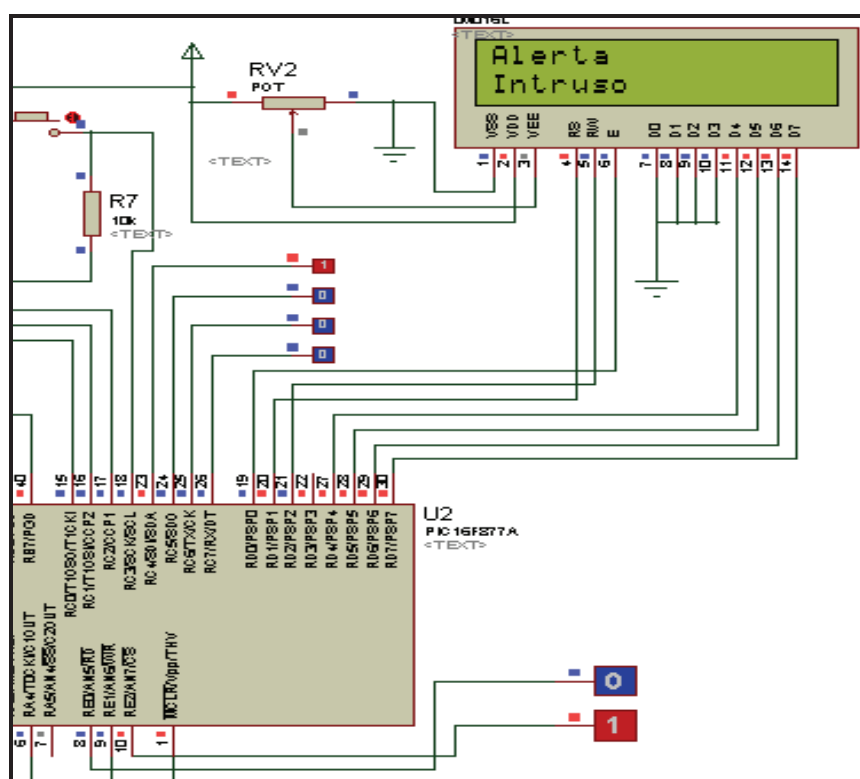 <TEXT>
Alerta
Intruso
RV2
POT
<TEXT>
VSS
VDD
VEE
RS
RW
E
D0
D1
D2
D3
D4
D5
D6
D7
1
2
3
4
5
6
7
8
9
10
11
12
13
14
R7
10k
<TEXT>
1
0
0
0
40
15
16
17
18
23
24
25
26
19
20
21
22
27
28
29
30
RB7/PGD
RC0/T1OSO/T1CKI
RC1/T1OSI/CCP2
RC2/CCP1
RC3/SCK/SCL
RC4/SDI/SDA
RC5/SDO
RC6/TX/CK
RC7/RX/DT
RD0/PSP0
RD1/PSP1
RD2/PSP2
RD3/PSP3
RD4/PSP4
RD5/PSP5
RD6/PSP6
RD7/PSP7
U2
PIC16F877A
<TEXT>
RA4/T0CKI/C1OUT
RA5/AN4/SS/C2OUT
RE0/AN5/RD
RE1/AN6/WR
RE2/AN7/CS
MCLR/Vpp/THV
6
7
8
9
10
1
0
1